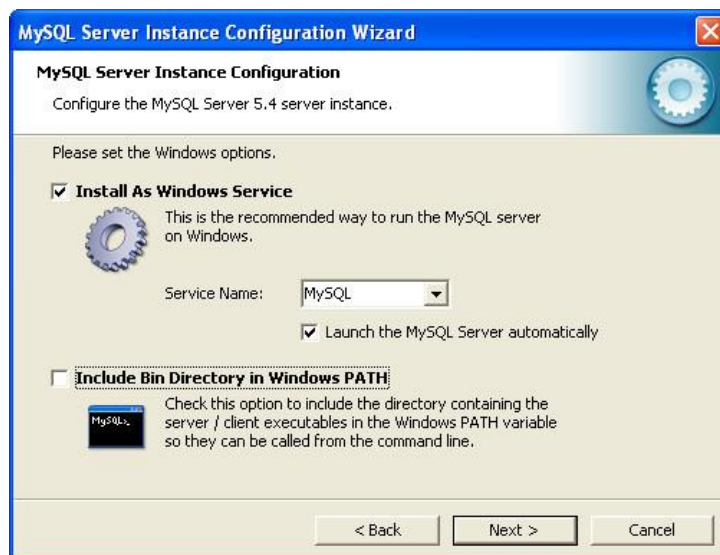 MySQL Server Instance Configuration Wizard
MySQL Server Instance Configuration
Configure the MySQL Server 5.4 server instance.
Please set the Windows options.
Install As Windows Service
This is the recommended way to run the MySQL server
on Windows.
Service Name: MySQL
Launch the MySQL Server automatically
Include Bin Directory in Windows PATH
MySQL>_
Check this option to include the directory containing the
server / client executables in the Windows PATH variable
so they can be called from the command line.
< Back Next > Cancel